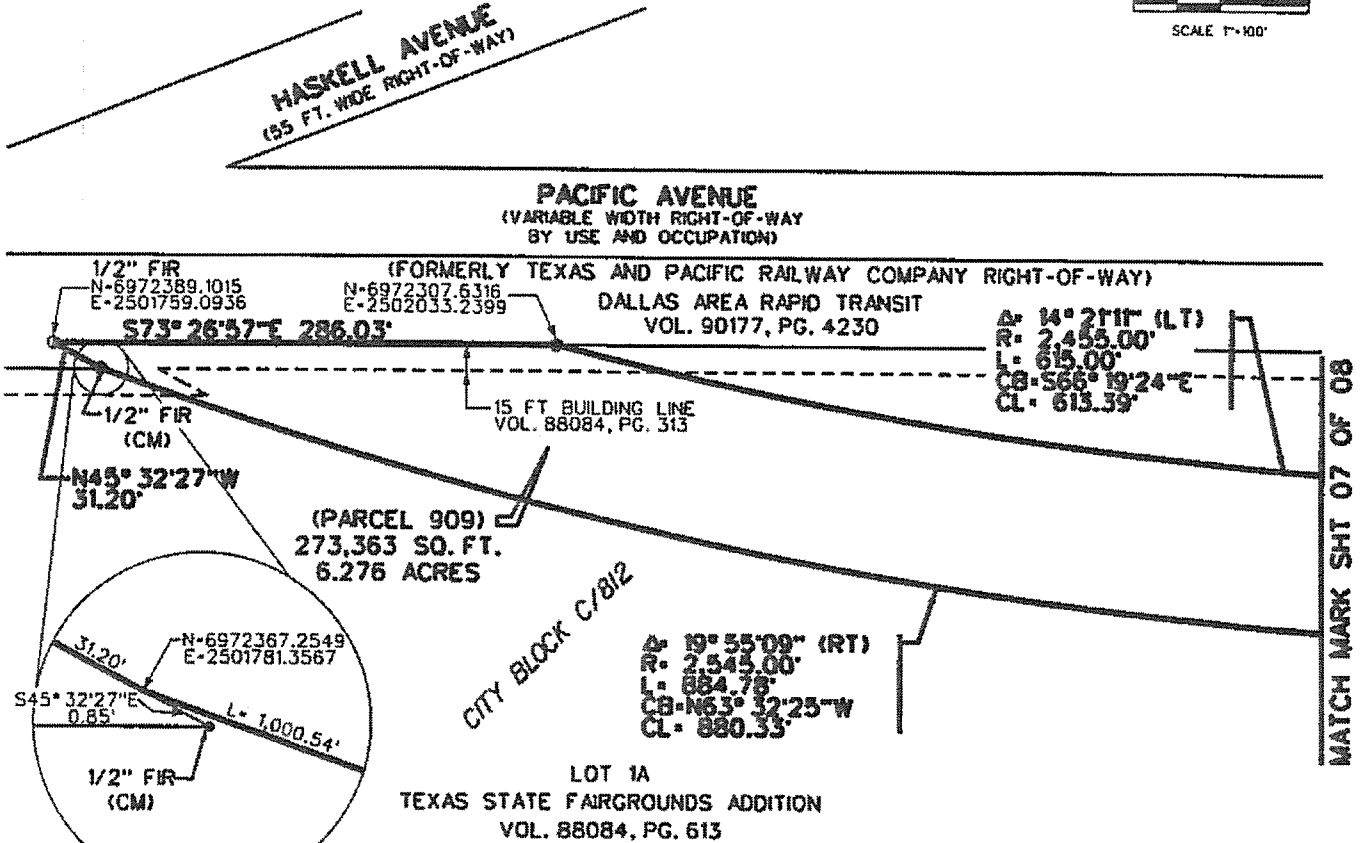 SCALE 1"=100'
HASKELL AVENUE
(55 FT. WIDE RIGHT-OF-WAY)
PACIFIC AVENUE
(VARIABLE WIDTH RIGHT-OF-WAY
BY USE AND OCCUPATION)
1/2" FIR
N=6972389.1015
E=2501759.0936
(FORMERLY TEXAS AND PACIFIC RAILWAY COMPANY RIGHT-OF-WAY)
N=6972307.6316
E=2502033.2399
DALLAS AREA RAPID TRANSIT
VOL. 90177, PG. 4230
S73° 26'57"E 286.03'
Δ= 14° 21'11" (LT)
R= 2,455.00'
L= 615.00'
CB=S66° 19'24"E
CL= 613.39'
1/2" FIR
(CM)
15 FT BUILDING LINE
VOL. 88084, PG. 313
N45° 32'27"W
31.20'
(PARCEL 909)
273,363 SQ. FT.
6.276 ACRES
CITY BLOCK C/812
MATCH MARK SHT 07 OF 08
31.20'
N=6972367.2549
E=2501781.3567
S45° 32'27"E
0.85'
L= 1,000.54'
1/2" FIR
(CM)
Δ= 19° 55'09" (RT)
R= 2,545.00'
L= 884.78'
CB=N63° 32'25"W
CL= 880.33'
LOT 1A
TEXAS STATE FAIRGROUNDS ADDITION
VOL. 88084, PG. 613